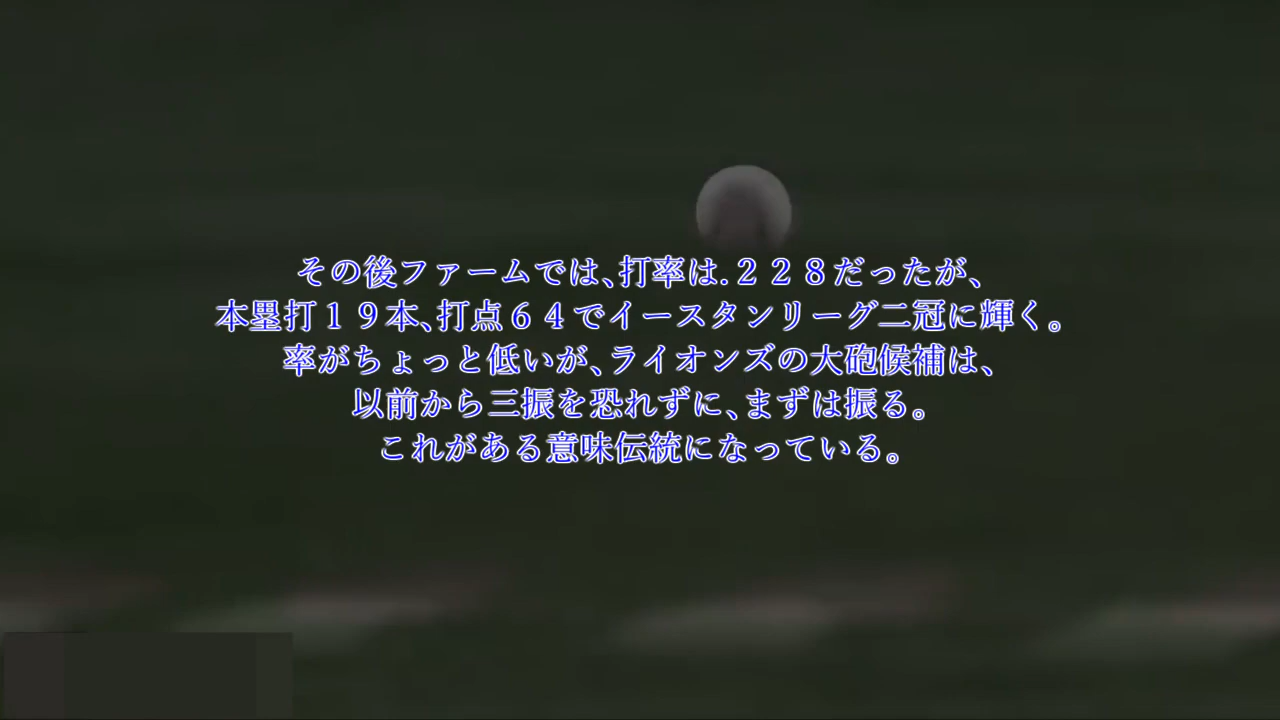 その後ファームでは、打率は.２２８だったが、
本塁打１９本、打点６４でイースタンリーグ二冠に輝く。
率がちょっと低いが、ライオンズの大砲候補は、
以前から三振を恐れずに、まずは振る。
これがある意味伝統になっている。